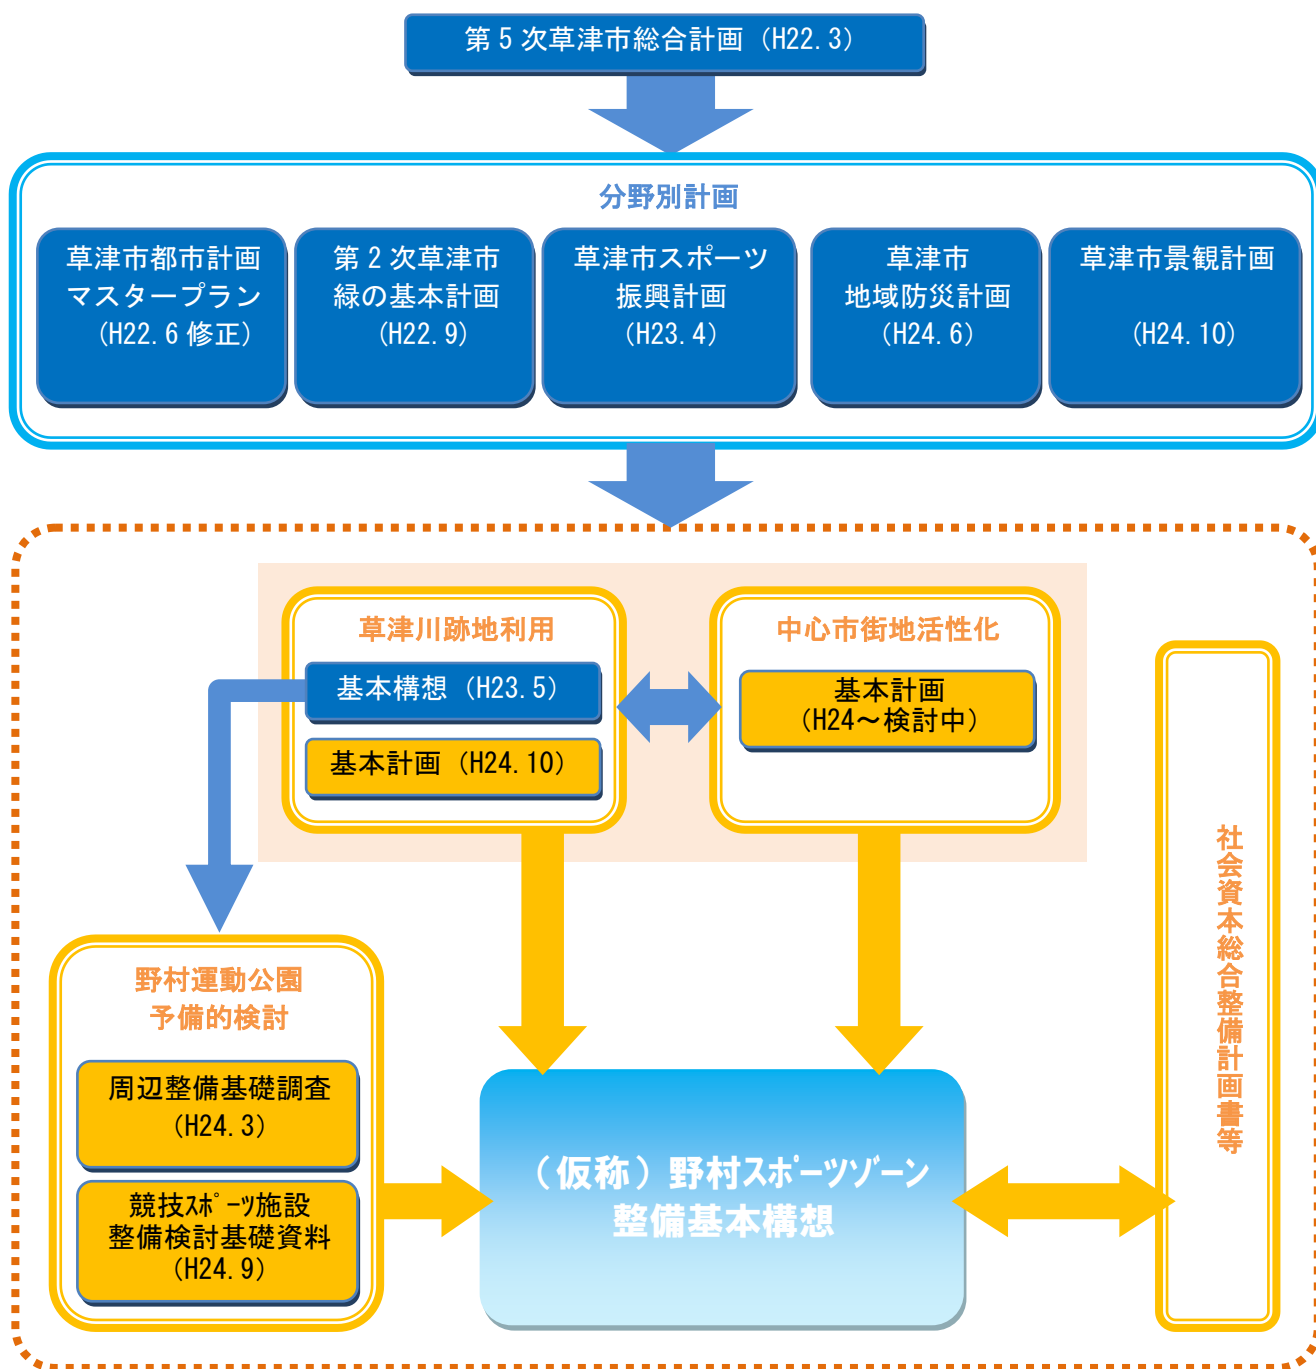 第5次草津市総合計画（H22.3）
分野別計画
草津市都市計画
マスタープラン
（H22.6 修正）
第2次草津市
緑の基本計画
（H22.9）
草津市スポーツ
振興計画
（H23.4）
草津市
地域防災計画
（H24.6）
草津市景観計画
（H24.10）
草津川跡地利用
基本構想（H23.5）
基本計画（H24.10）
中心市街地活性化
基本計画
（H24～検討中）
社会資本総合整備計画書等
野村運動公園
予備的検討
周辺整備基礎調査
（H24.3）
競技ｽﾎﾟｰﾂ施設
整備検討基礎資料
（H24.9）
（仮称）野村ｽﾎﾟｰﾂｿﾞｰﾝ
整備基本構想